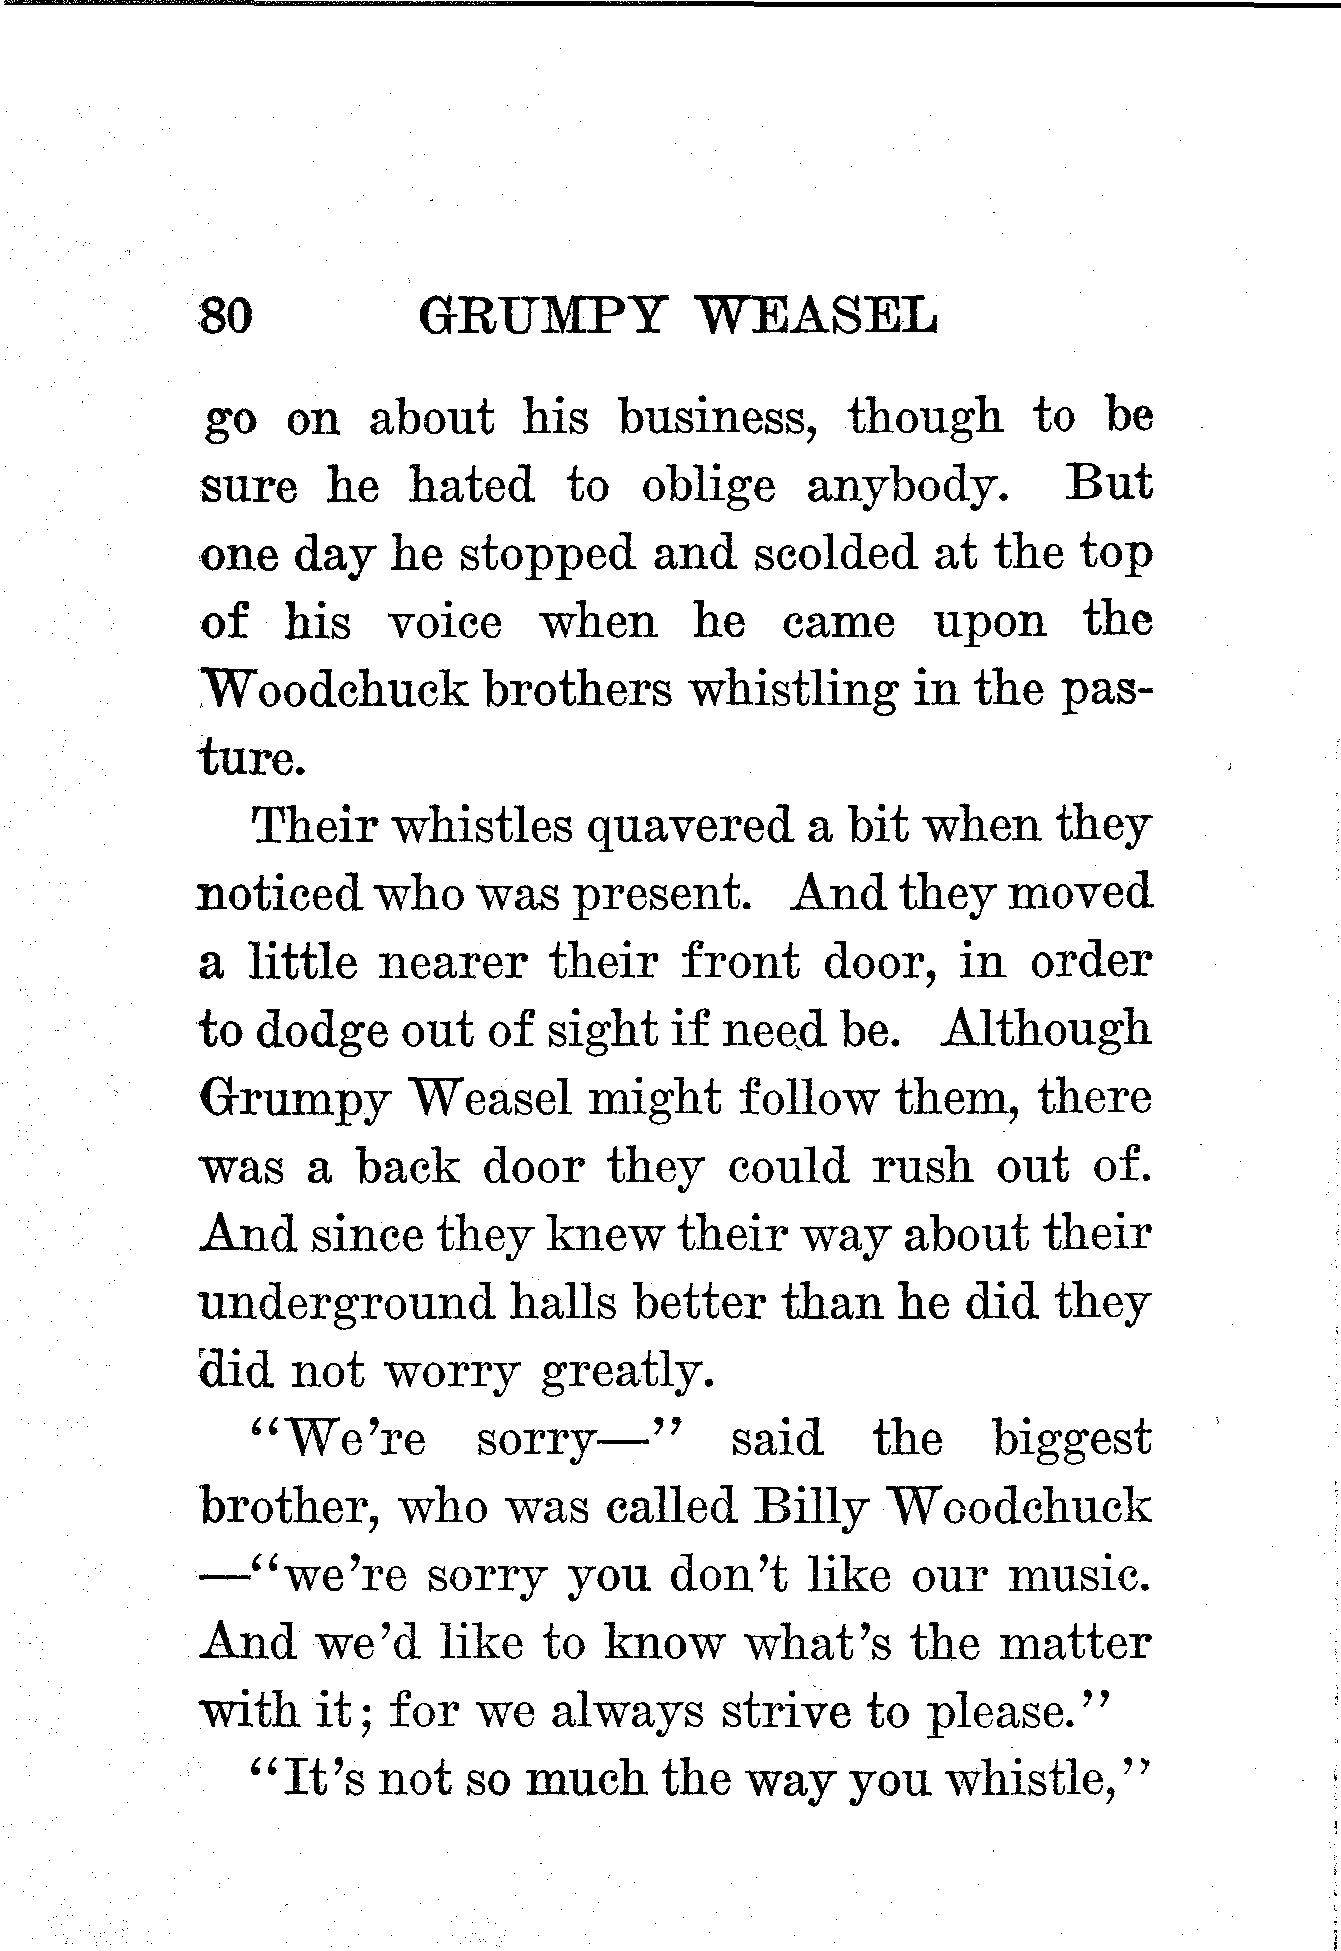 80 GRUMPY WEASEL
go on about his business, though to be
sure he hated to oblige anybody. But
one day he stopped and scolded at the top
of his voice when he came upon the
Woodchuck brothers whistling in the pas-
ture.
Their whistles quavered a bit when they
noticed who was present. And they moved
a little nearer their front door, in order
to dodge out of sight if need be. Although
Grumpy Weasel might follow them, there
was a back door they could rush out of.
And since they knew their way about their
underground halls better than he did they
did not worry greatly.
"We're sorry—" said the biggest
brother, who was called Billy Woodchuck
—"we're sorry you don't like our music.
And we'd like to know what's the matter
with it; for we always strive to please."
"It's not so much the way you whistle,"